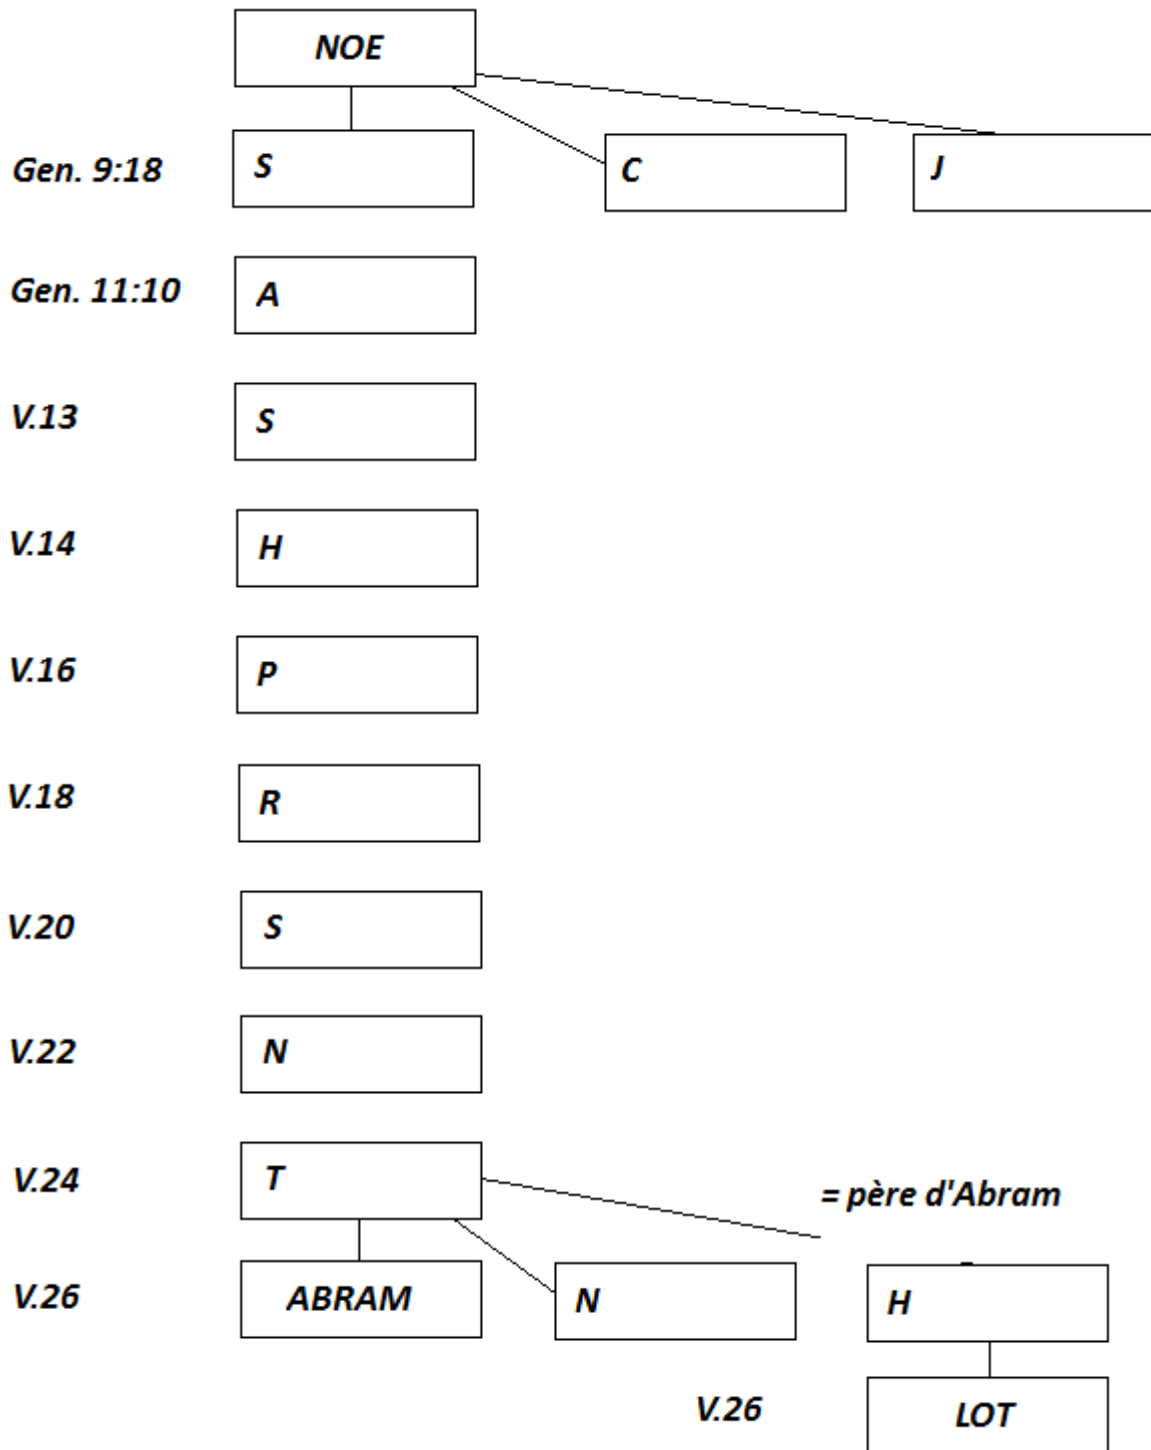 NOE
Gen. 9:18 S C J
Gen. 11:10 A
V.13 S
V.14 H
V.16 P
V.18 R
V.20 S
V.22 N
V.24 T = père d'Abram
V.26 ABRAM N H
V.26 LOT